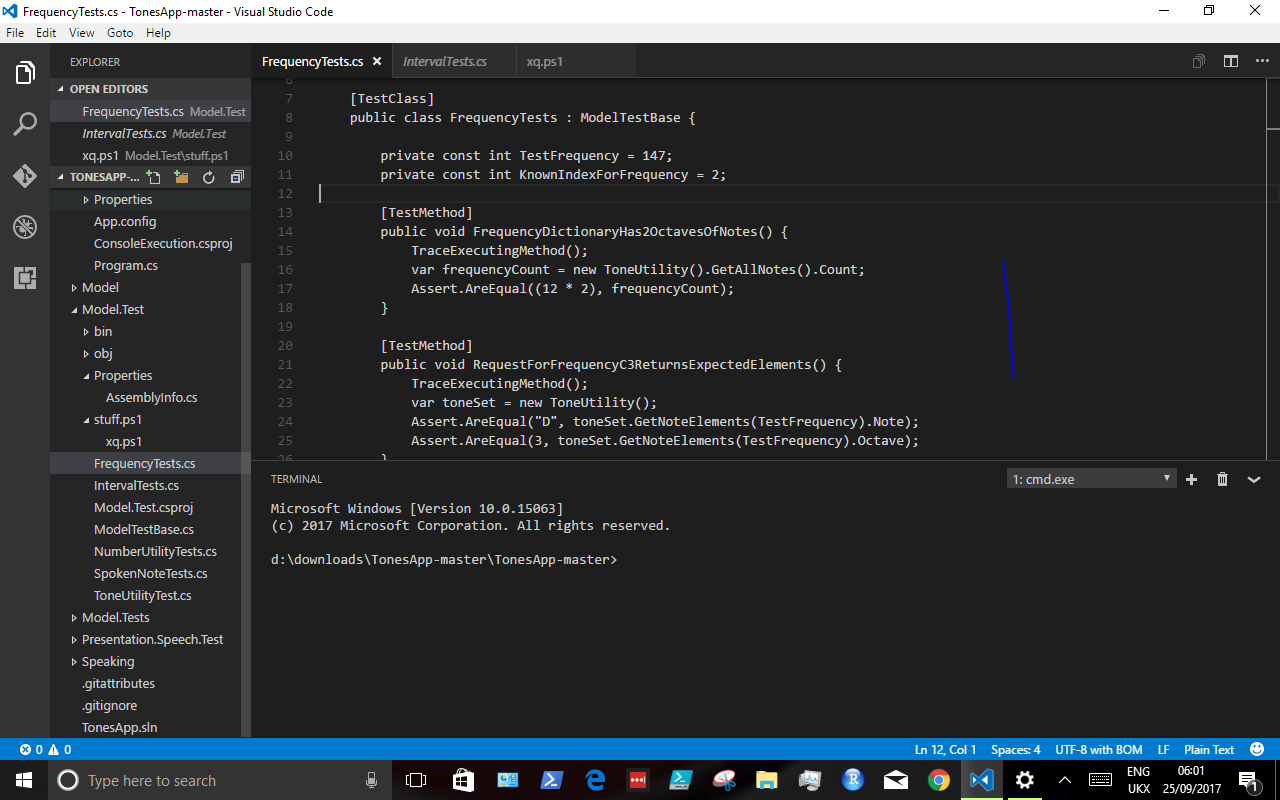 FrequencyTests.cs - TonesApp-master - Visual Studio Code
File Edit View Goto Help
EXPLORER
OPEN EDITORS
FrequencyTests.cs Model.Test
IntervalTests.cs Model.Test
xq.ps1 Model.Test\stuff.ps1
TONESAPP-...
Properties
App.config
ConsoleExecution.csproj
Program.cs
Model
Model.Test
bin
obj
Properties
AssemblyInfo.cs
stuff.ps1
xq.ps1
FrequencyTests.cs
IntervalTests.cs
Model.Test.csproj
ModelTestBase.cs
NumberUtilityTests.cs
SpokenNoteTests.cs
ToneUtilityTest.cs
Model.Tests
Presentation.Speech.Test
Speaking
.gitattributes
.gitignore
TonesApp.sln
FrequencyTests.cs IntervalTests.cs xq.ps1
6
7 [TestClass]
8 public class FrequencyTests : ModelTestBase {
9
10 private const int TestFrequency = 147;
11 private const int KnownIndexForFrequency = 2;
12
13 [TestMethod]
14 public void FrequencyDictionaryHas2OctavesOfNotes() {
15 TraceExecutingMethod();
16 var frequencyCount = new ToneUtility().GetAllNotes().Count;
17 Assert.AreEqual((12 * 2), frequencyCount);
18 }
19
20 [TestMethod]
21 public void RequestForFrequencyC3ReturnsExpectedElements() {
22 TraceExecutingMethod();
23 var toneSet = new ToneUtility();
24 Assert.AreEqual("D", toneSet.GetNoteElements(TestFrequency).Note);
25 Assert.AreEqual(3, toneSet.GetNoteElements(TestFrequency).Octave);
26 }
TERMINAL
1: cmd.exe
Microsoft Windows [Version 10.0.15063]
(c) 2017 Microsoft Corporation. All rights reserved.
d:\downloads\TonesApp-master\TonesApp-master>
0 0
Ln 12, Col 1 Spaces: 4 UTF-8 with BOM LF Plain Text
Type here to search
ENG
UKX
06:01
25/09/2017
1